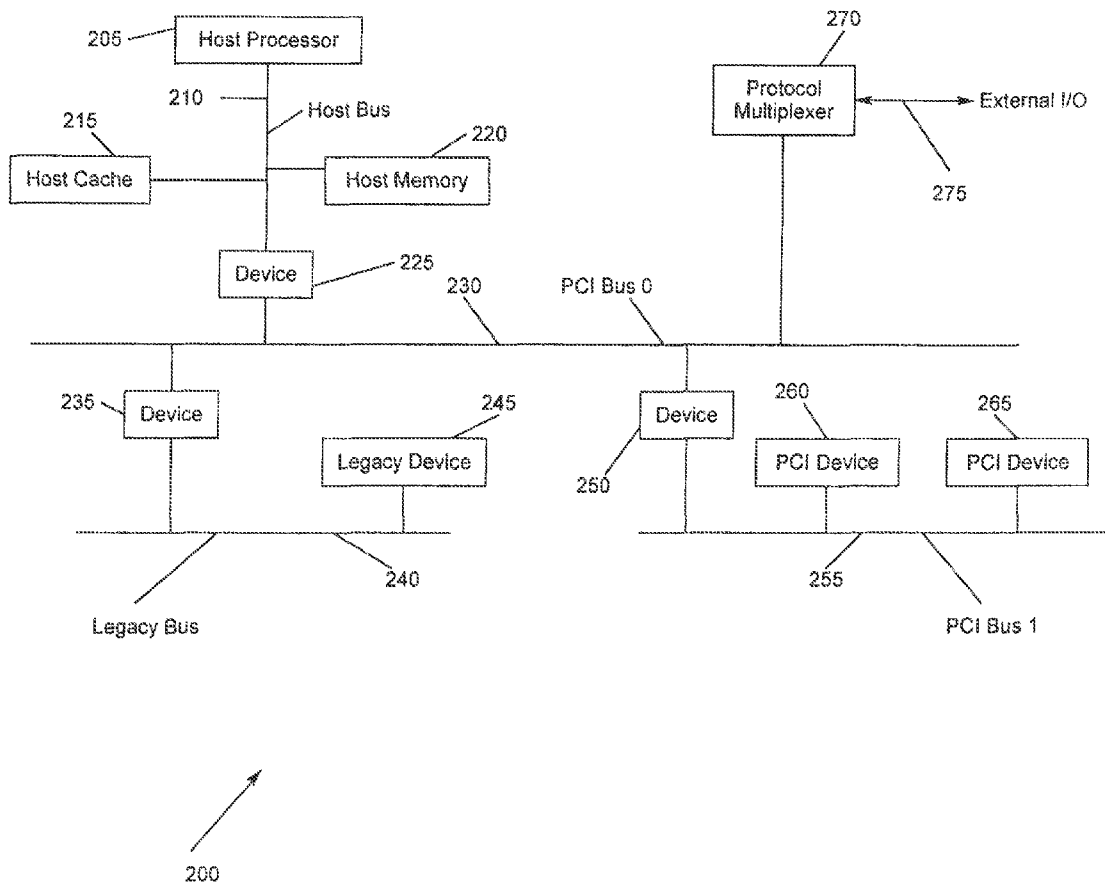 205
Host Processor
270
210
Host Bus
Protocol
Multiplexer
External I/O
215
220
Host Cache
Host Memory
275
Device
225
230
PCI Bus 0
235
Device
245
Legacy Device
Device
260
265
250
PCI Device
PCI Device
240
255
Legacy Bus
PCI Bus 1
200